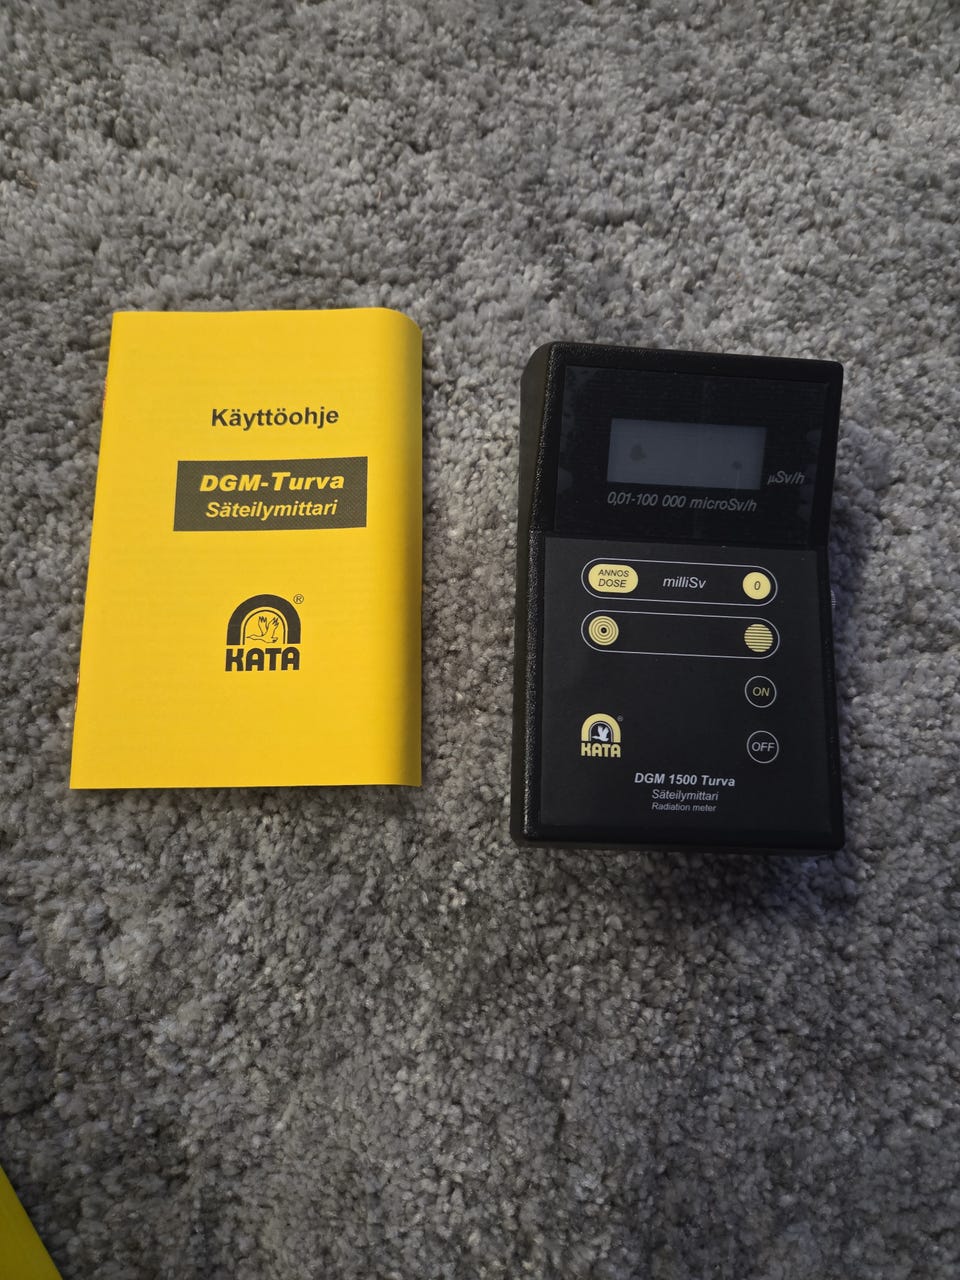 Käyttöohje
DGM-Turva
Säteilymittari
®
KATA
µSv/h
0,01-100 000 microSv/h
ANNOS
DOSE
milliSv
0
ON
OFF
®
KATA
DGM 1500 Turva
Säteilymittari
Radiation meter